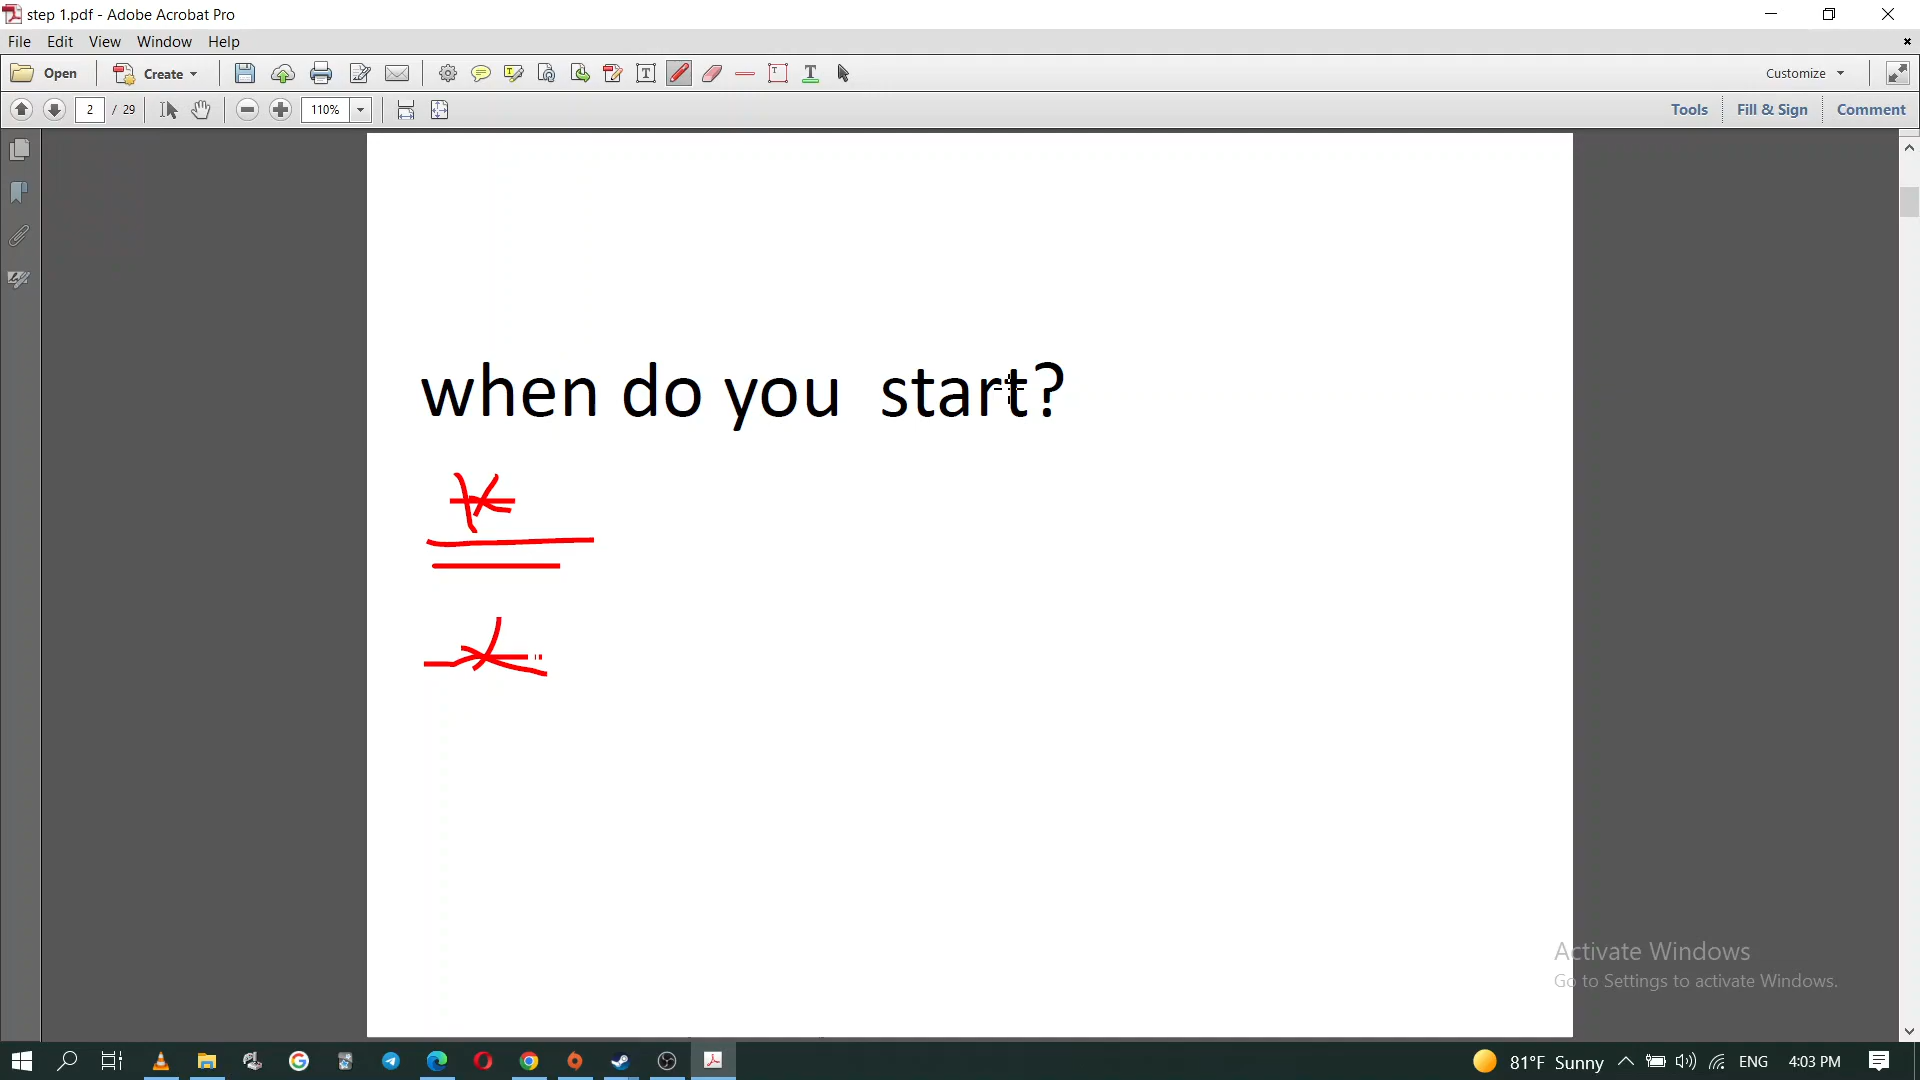 step 1.pdf - Adobe Acrobat Pro
File Edit View Window Help
Open Create Customize
2 / 29 110% Tools Fill & Sign Comment
when do you start?
Activate Windows
Go to Settings to activate Windows.
81°F Sunny ENG 4:03 PM